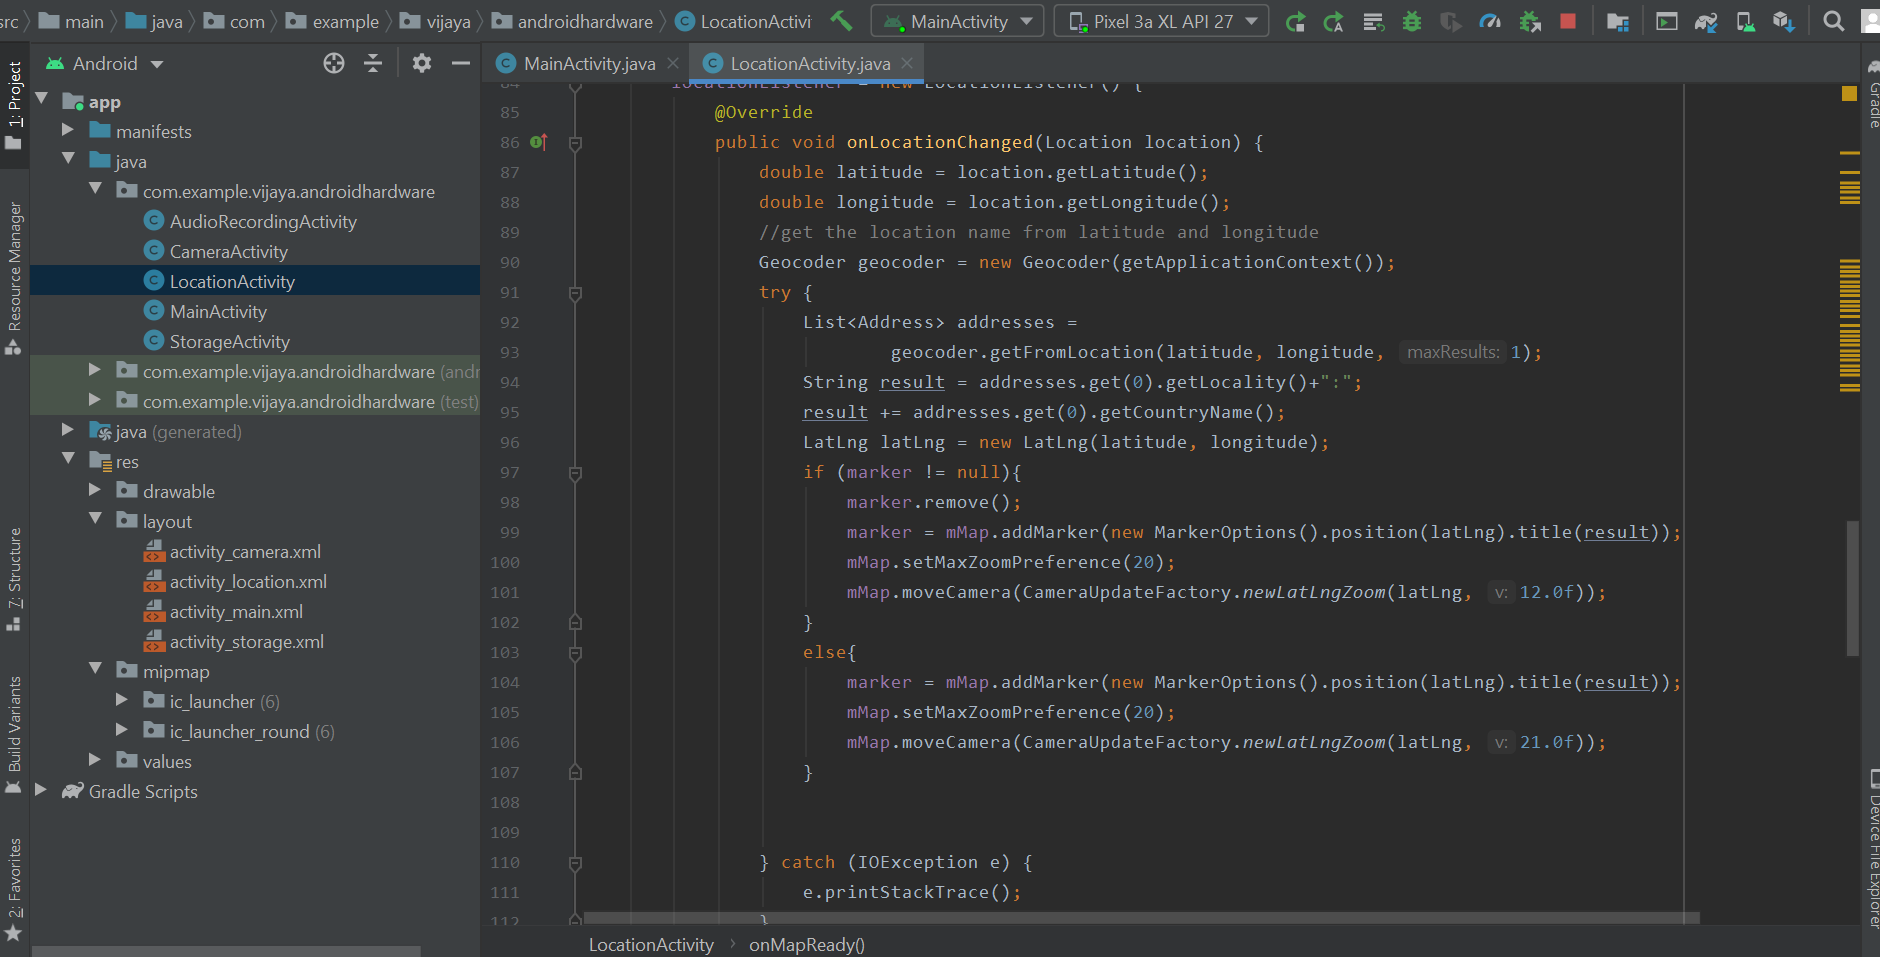 src main java com example vijaya androidhardware LocationActivi MainActivity Pixel 3a XL API 27
Android
MainActivity.java LocationActivity.java
1: Project
Resource Manager
7: Structure
Build Variants
2: Favorites
app
manifests
java
com.example.vijaya.androidhardware
AudioRecordingActivity
CameraActivity
LocationActivity
MainActivity
StorageActivity
com.example.vijaya.androidhardware (andr
com.example.vijaya.androidhardware (test)
java (generated)
res
drawable
layout
activity_camera.xml
activity_location.xml
activity_main.xml
activity_storage.xml
mipmap
ic_launcher (6)
ic_launcher_round (6)
values
Gradle Scripts
84 locationListener = new LocationListener() {
85 @Override
86 public void onLocationChanged(Location location) {
87 double latitude = location.getLatitude();
88 double longitude = location.getLongitude();
89 //get the location name from latitude and longitude
90 Geocoder geocoder = new Geocoder(getApplicationContext());
91 try {
92 List<Address> addresses =
93 geocoder.getFromLocation(latitude, longitude, maxResults: 1);
94 String result = addresses.get(0).getLocality()+":";
95 result += addresses.get(0).getCountryName();
96 LatLng latLng = new LatLng(latitude, longitude);
97 if (marker != null){
98 marker.remove();
99 marker = mMap.addMarker(new MarkerOptions().position(latLng).title(result));
100 mMap.setMaxZoomPreference(20);
101 mMap.moveCamera(CameraUpdateFactory.newLatLngZoom(latLng, v: 12.0f));
102 }
103 else{
104 marker = mMap.addMarker(new MarkerOptions().position(latLng).title(result));
105 mMap.setMaxZoomPreference(20);
106 mMap.moveCamera(CameraUpdateFactory.newLatLngZoom(latLng, v: 21.0f));
107 }
108
109
110 } catch (IOException e) {
111 e.printStackTrace();
112 }
LocationActivity › onMapReady()
Gradle
Device File Explorer